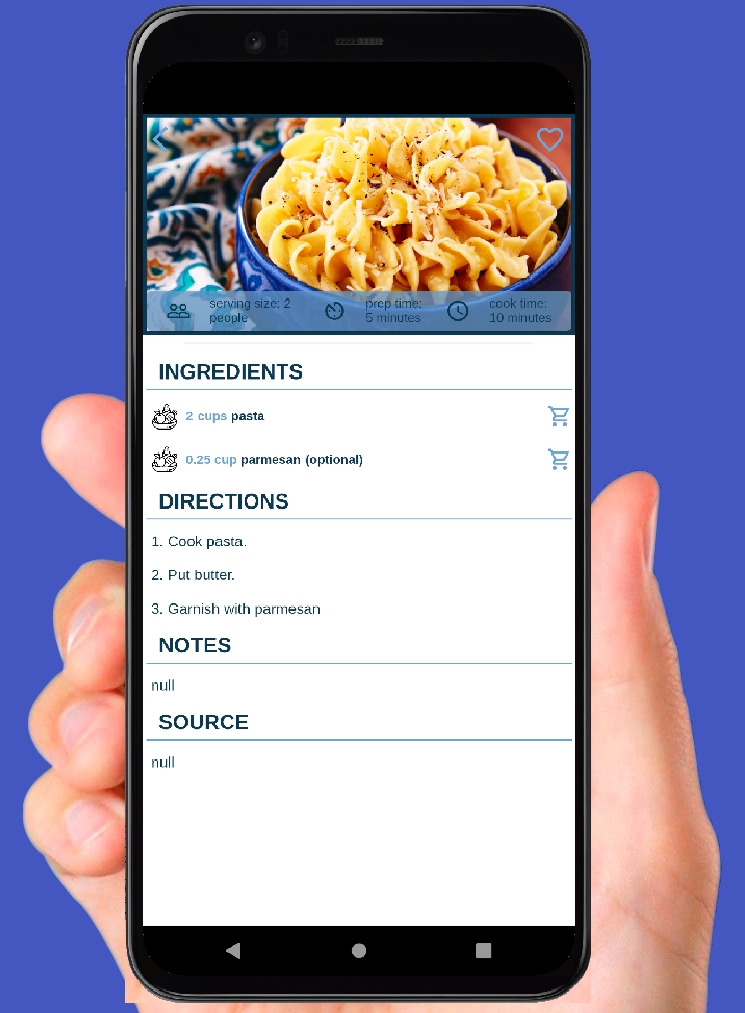 serving size: 2 people
prep time: 5 minutes
cook time: 10 minutes
INGREDIENTS
2 cups pasta
0.25 cup parmesan (optional)
DIRECTIONS
1. Cook pasta.
2. Put butter.
3. Garnish with parmesan
NOTES
null
SOURCE
null